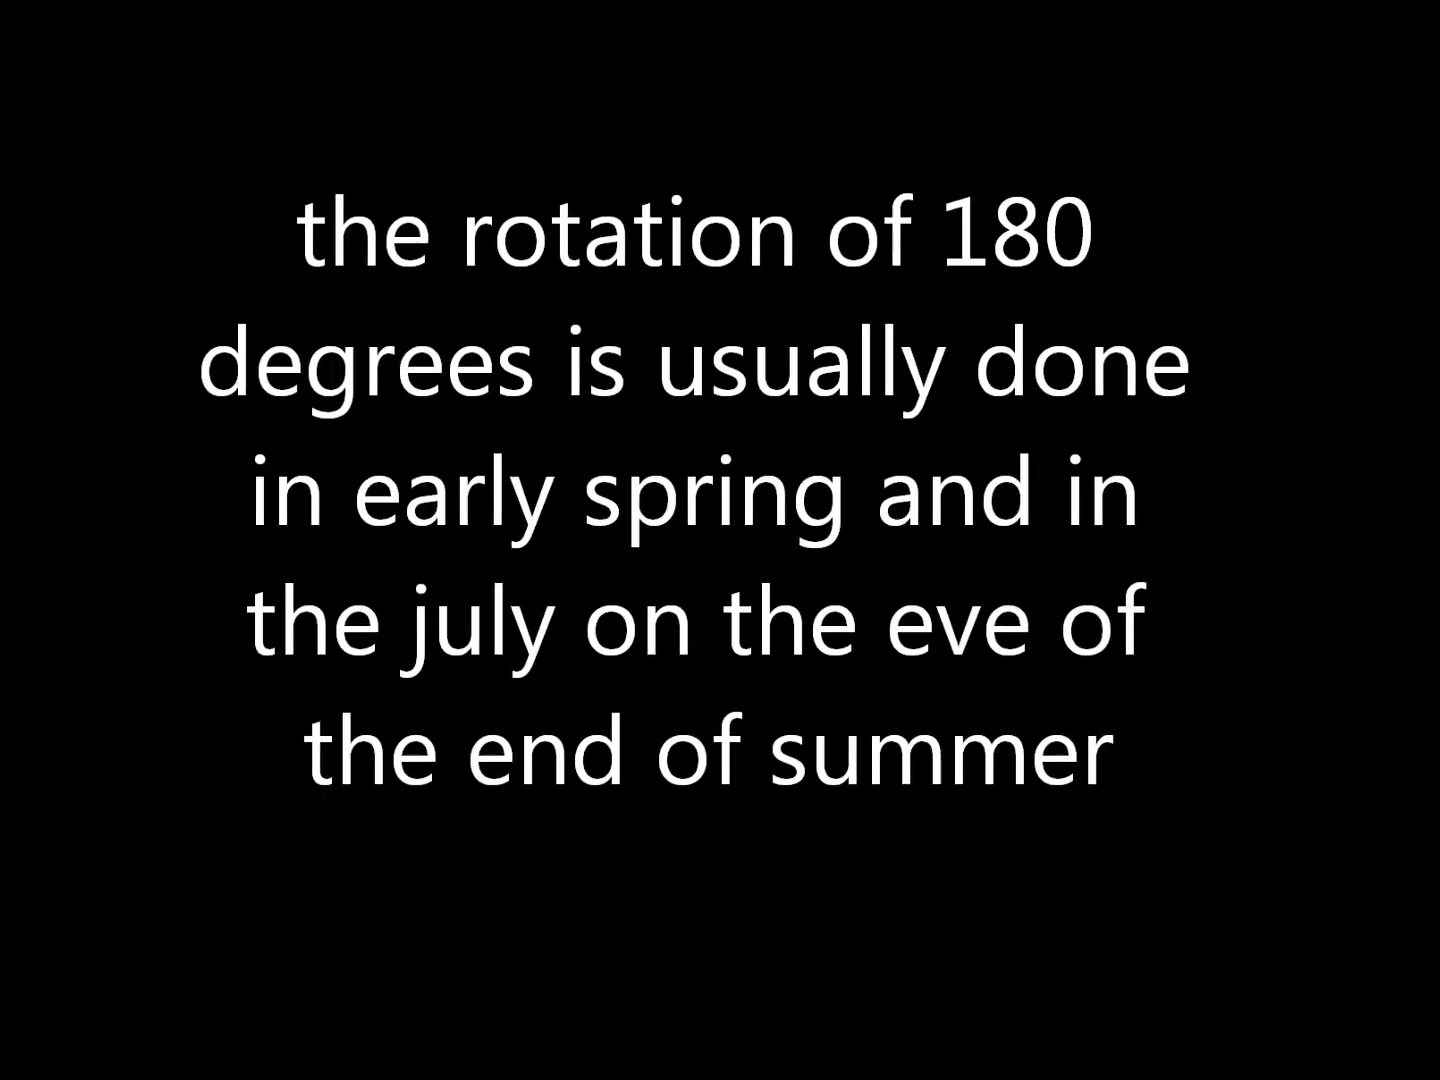 the rotation of 180
degrees is usually done
in early spring and in
the july on the eve of
the end of summer